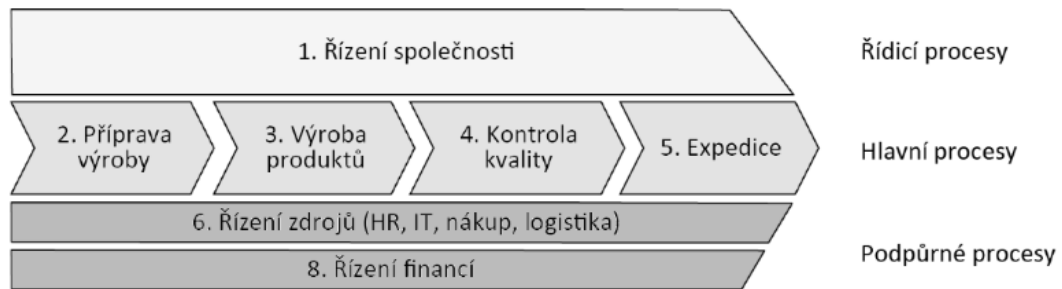 1. Řízení společnosti
Řídicí procesy
2. Příprava
výroby
3. Výroba
produktů
4. Kontrola
kvality
5. Expedice
Hlavní procesy
6. Řízení zdrojů (HR, IT, nákup, logistika)
8. Řízení financí
Podpůrné procesy